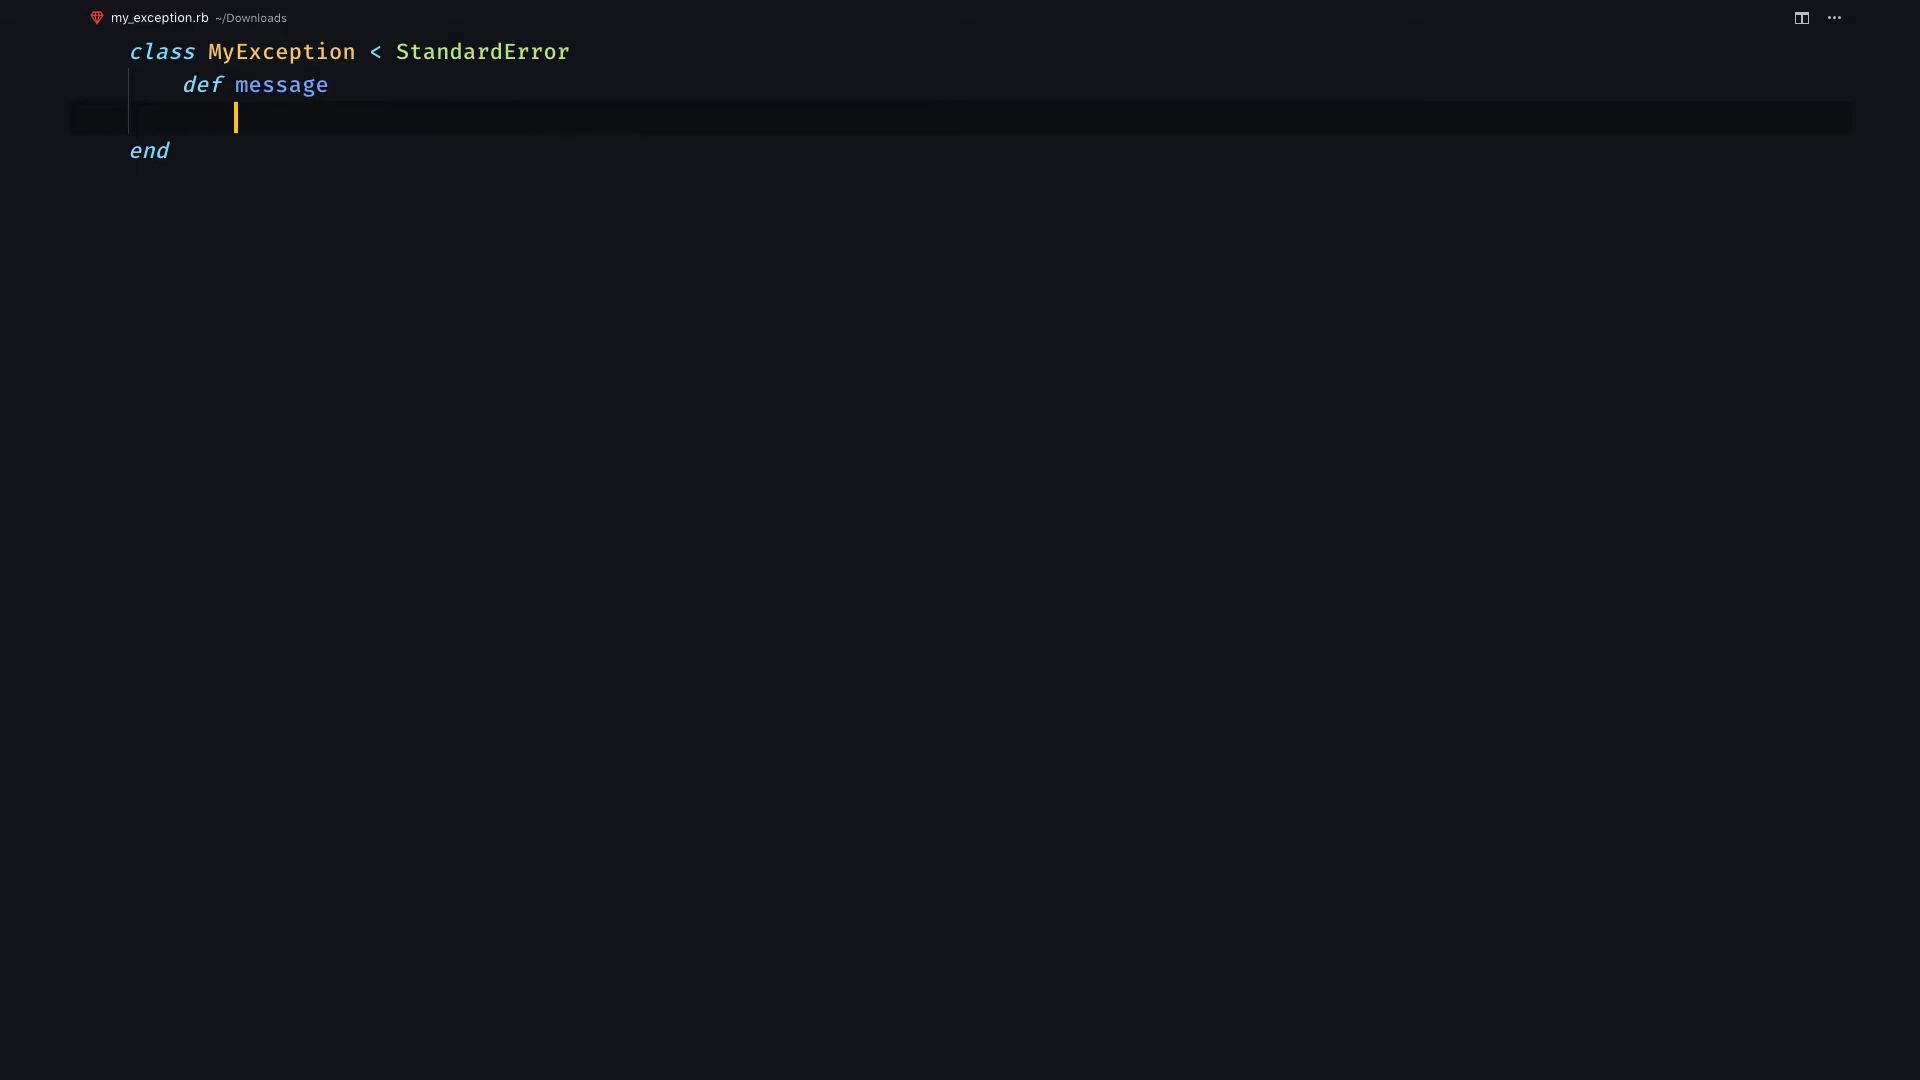 my_exception.rb ~/Downloads
class MyException < StandardError
    def message
end